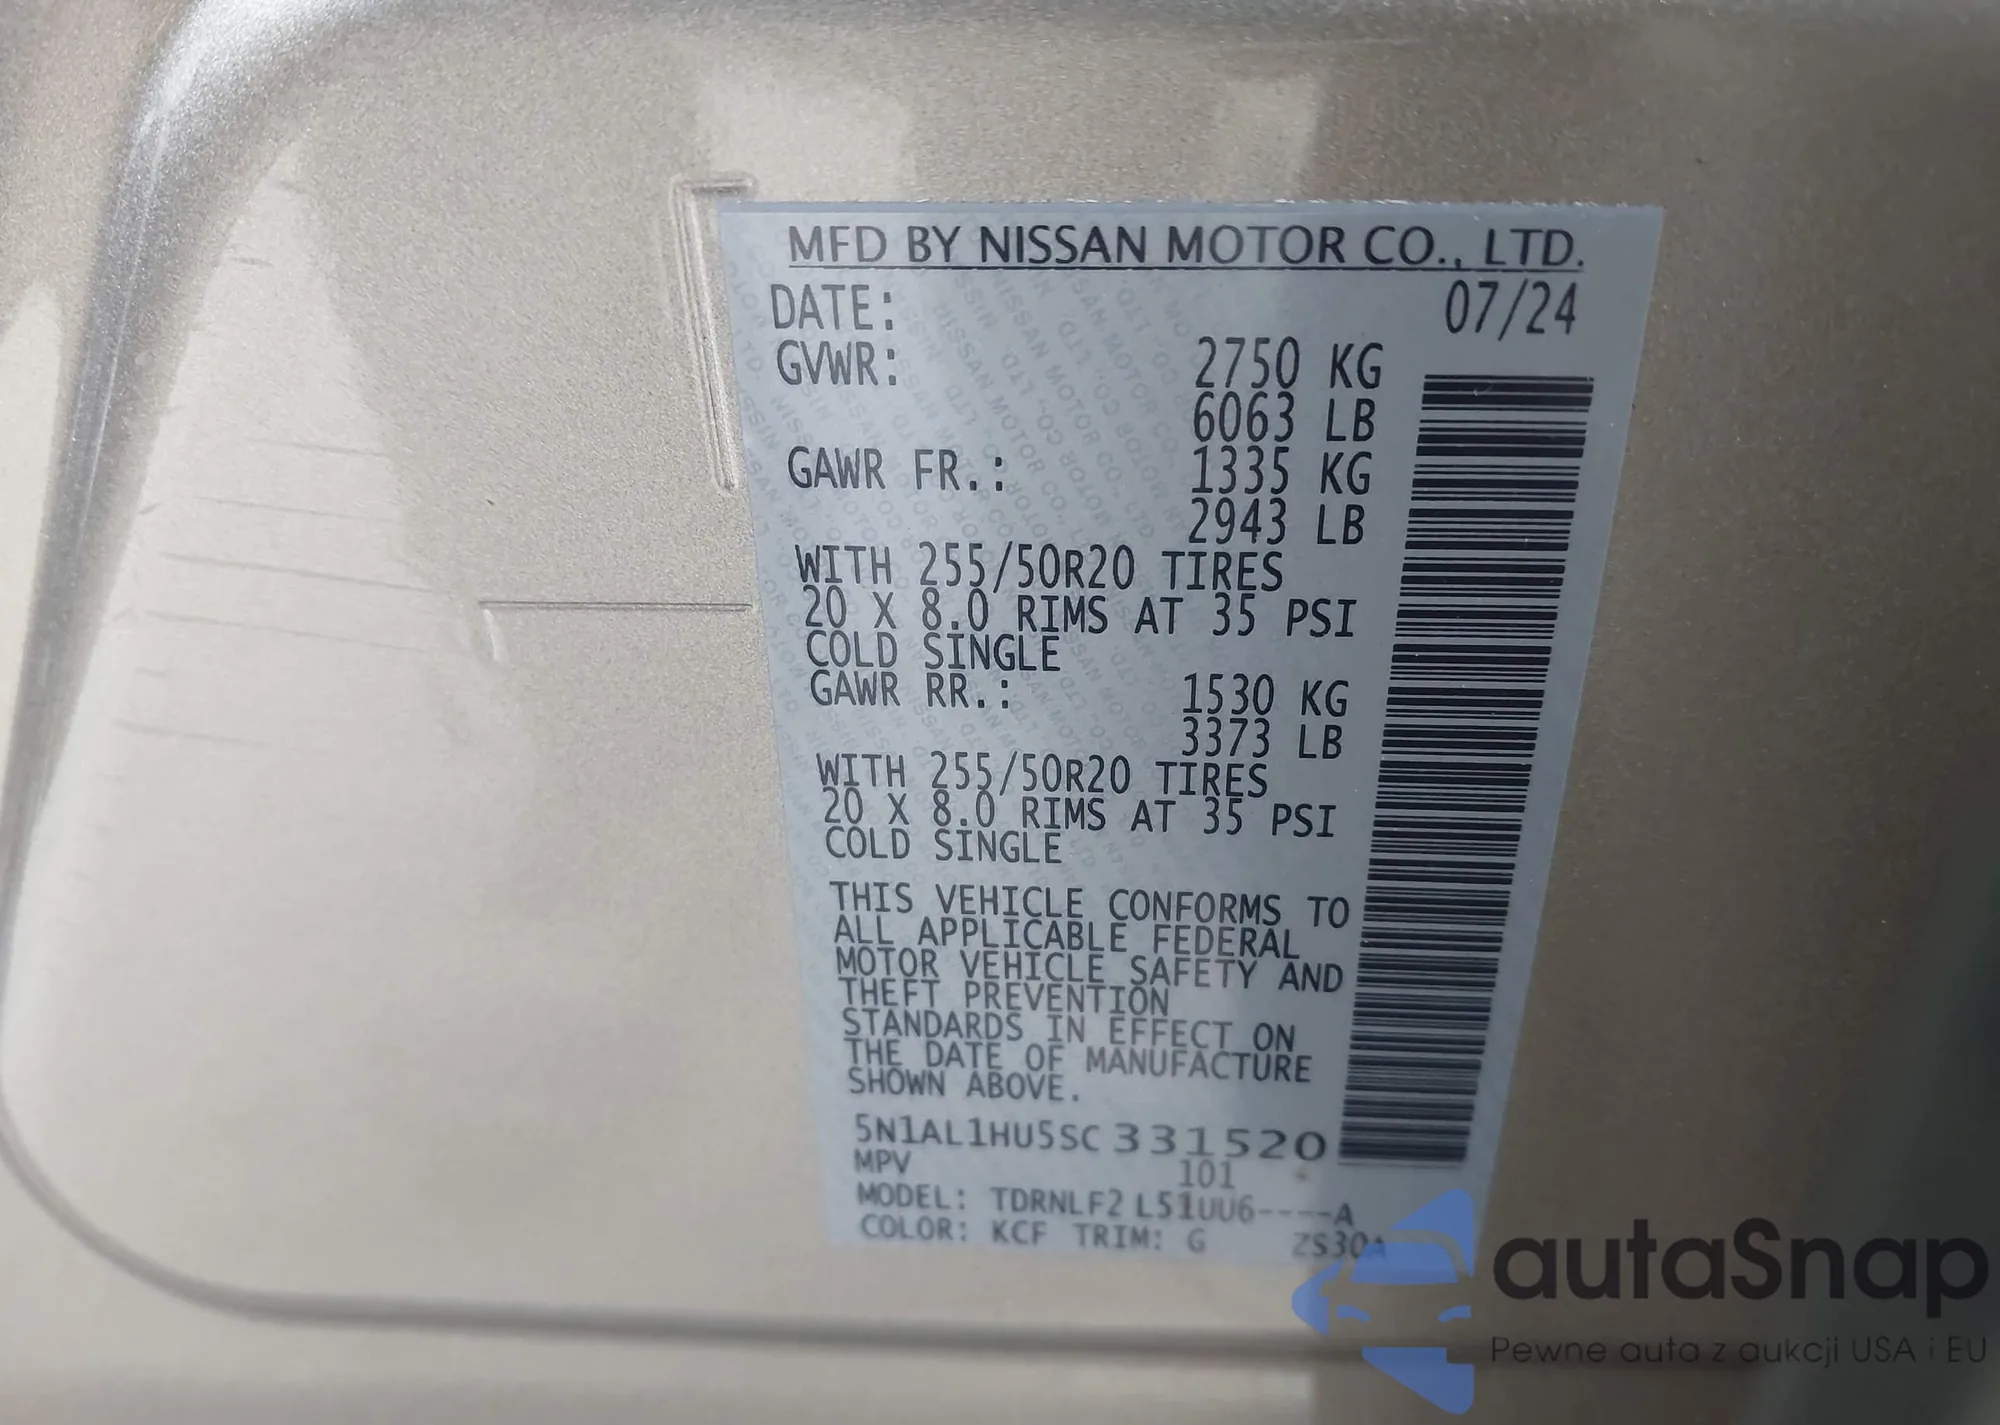 MFD BY NISSAN MOTOR CO., LTD.
DATE: 07/24
GVWR: 2750 KG
6063 LB
GAWR FR.: 1335 KG
2943 LB
WITH 255/50R20 TIRES
20 X 8.0 RIMS AT 35 PSI
COLD SINGLE
GAWR RR.: 1530 KG
3373 LB
WITH 255/50R20 TIRES
20 X 8.0 RIMS AT 35 PSI
COLD SINGLE
THIS VEHICLE CONFORMS TO
ALL APPLICABLE FEDERAL
MOTOR VEHICLE SAFETY AND
THEFT PREVENTION
STANDARDS IN EFFECT ON
THE DATE OF MANUFACTURE
SHOWN ABOVE.
5N1AL1HU5SC331520
MPV 101
MODEL: TDRNLF2 L51UU6----A
COLOR: KCF TRIM: G ZS30A
autaSnap
Pewne auta z aukcji USA i EU